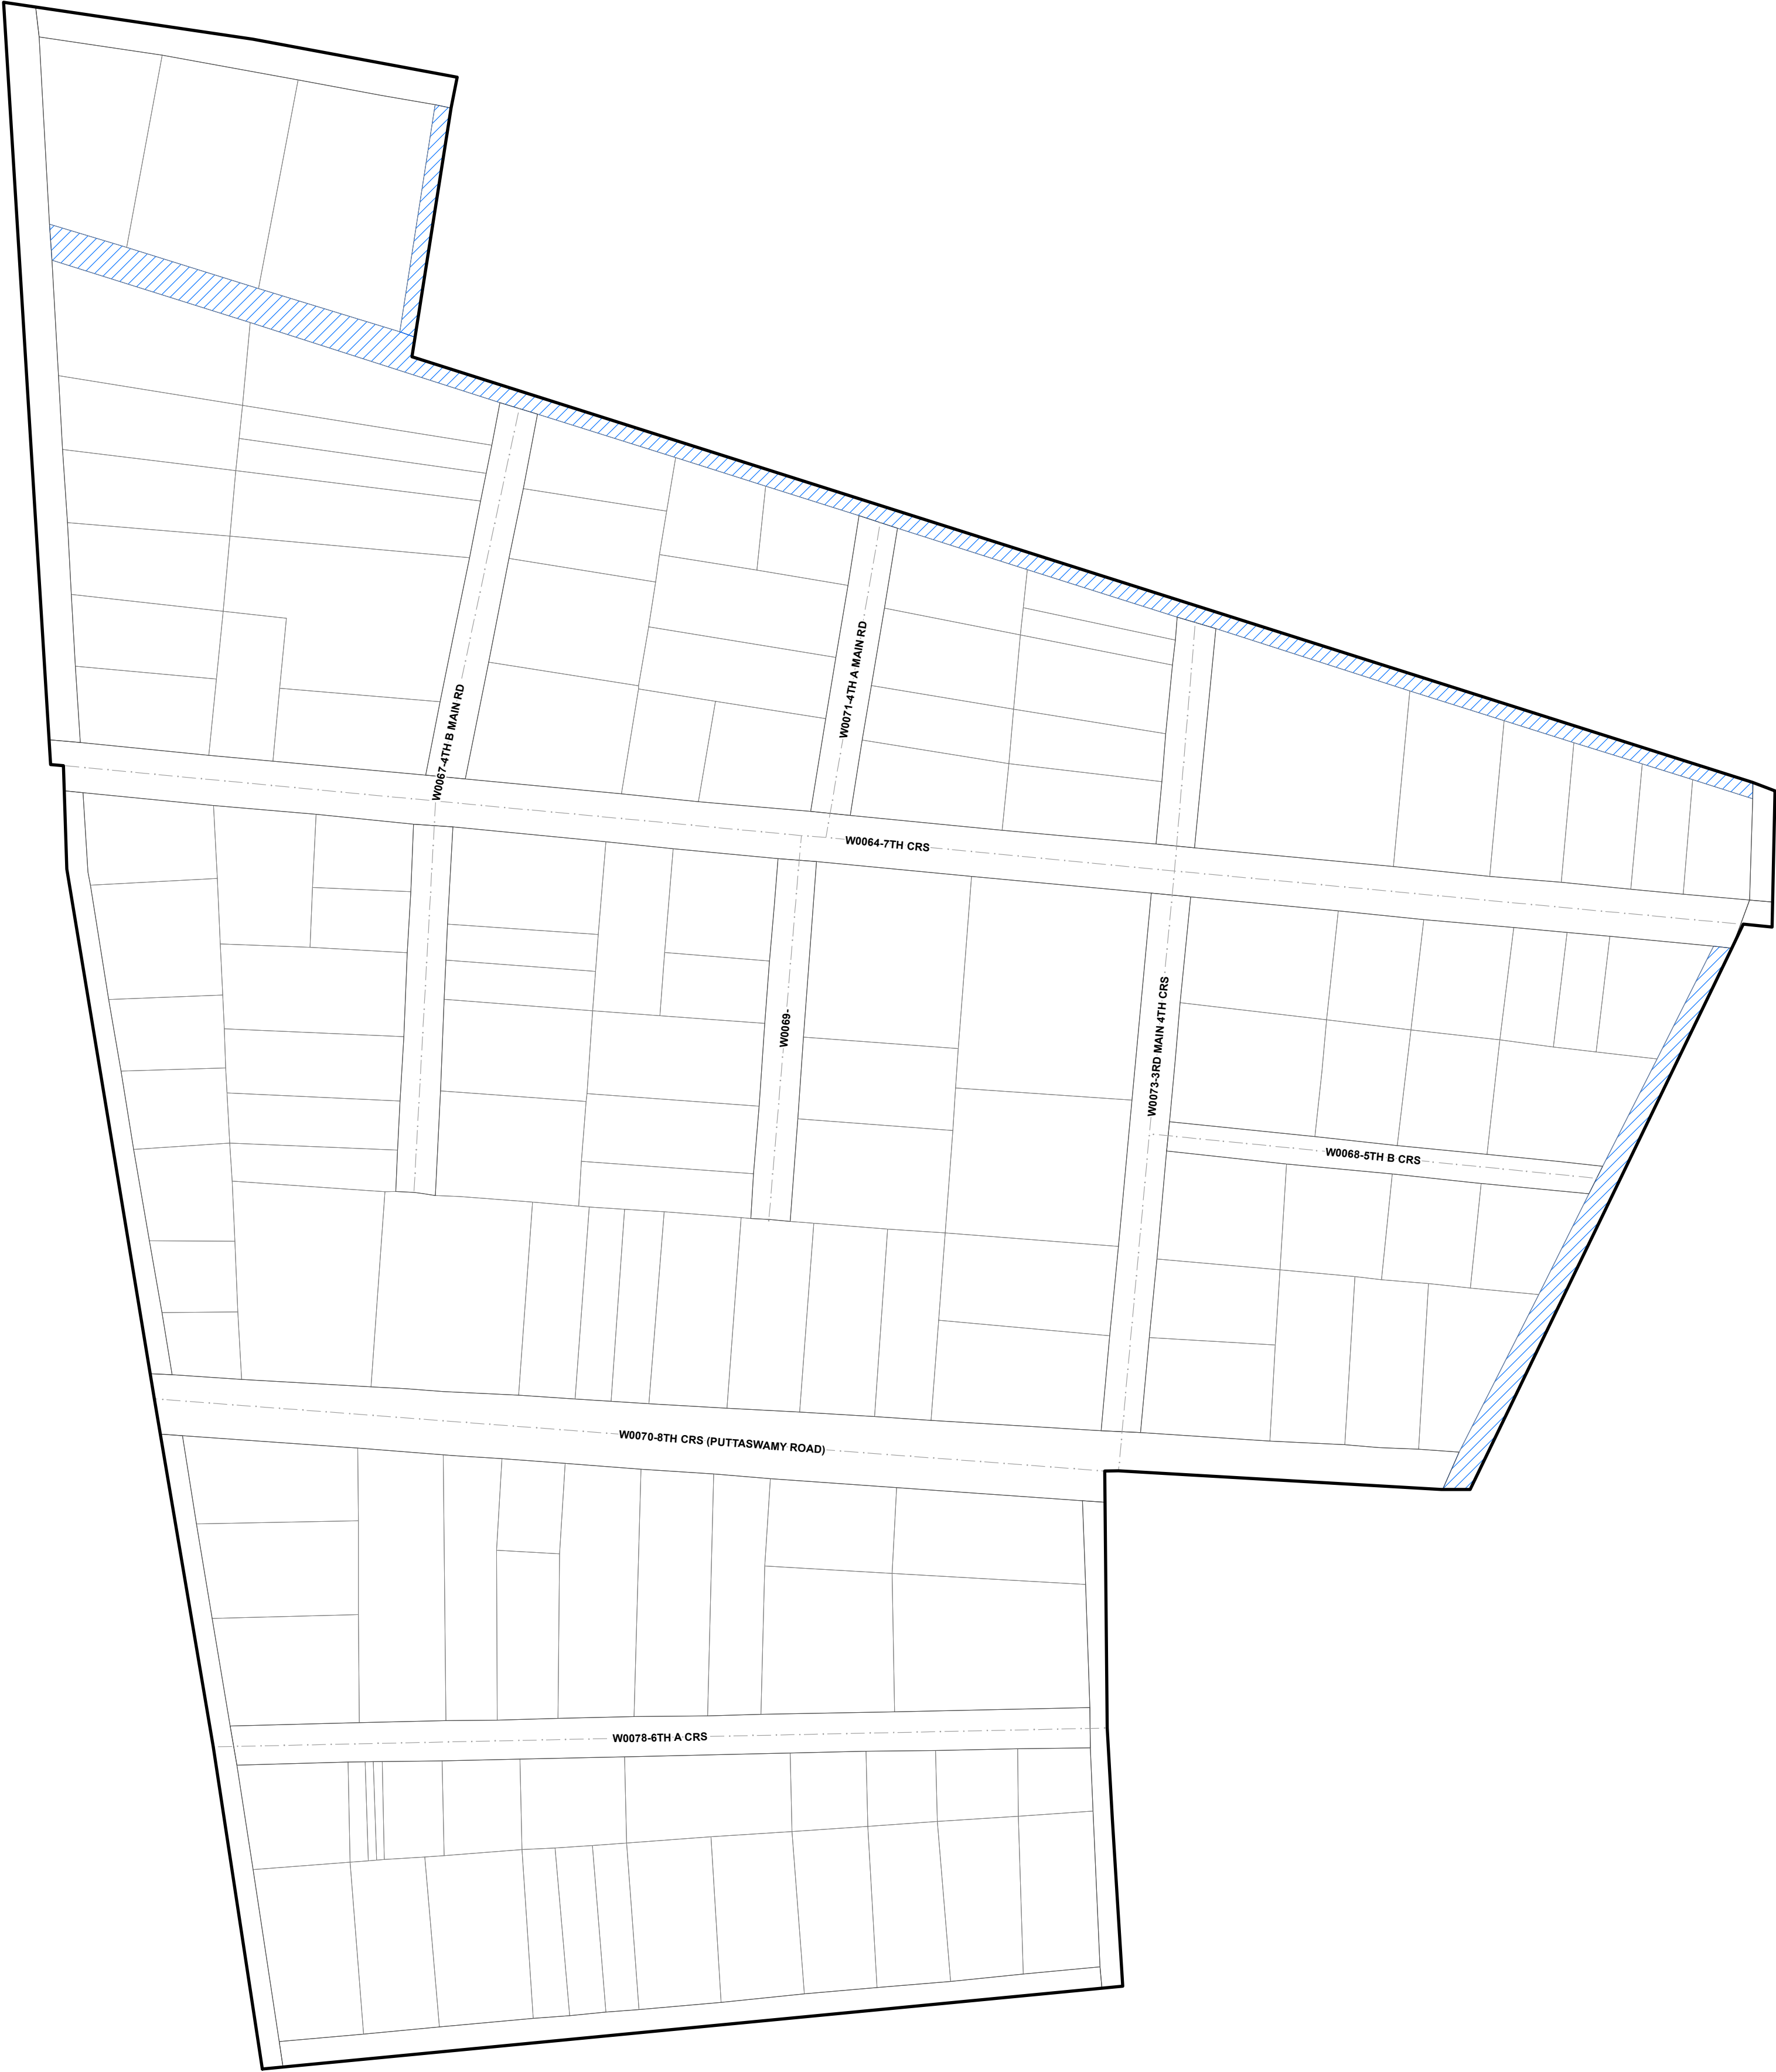 W0067-4TH B MAIN RD
W0071-4TH A MAIN RD
W0064-7TH CRS
W0069-
W0073-3RD MAIN 4TH CRS
W0068-5TH B CRS
W0070-8TH CRS (PUTTASWAMY ROAD)
W0078-6TH A CRS